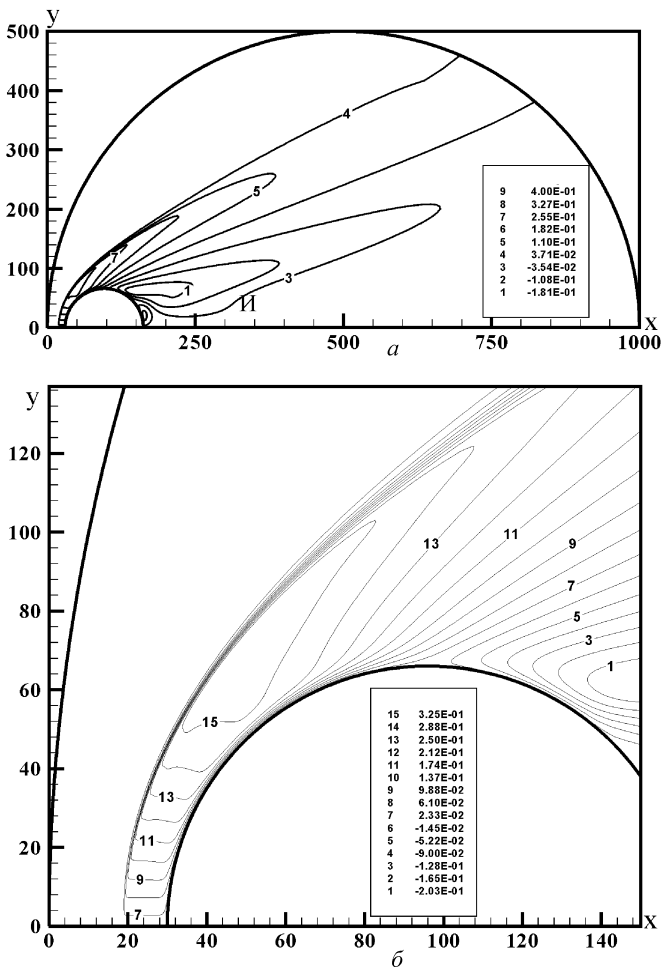 y
500
400
300
200
100
0
0 250 500 750 1000
x
4
5
7
1
3
И
9 4.00E-01
8 3.27E-01
7 2.55E-01
6 1.82E-01
5 1.10E-01
4 3.71E-02
3 -3.54E-02
2 -1.08E-01
1 -1.81E-01
а
y
120
100
80
60
40
20
0
0 20 40 60 80 100 120 140
x
13
11
9
7
5
3
1
15
13
11
9
7
15 3.25E-01
14 2.88E-01
13 2.50E-01
12 2.12E-01
11 1.74E-01
10 1.37E-01
9 9.88E-02
8 6.10E-02
7 2.33E-02
6 -1.45E-02
5 -5.22E-02
4 -9.00E-02
3 -1.28E-01
2 -1.65E-01
1 -2.03E-01
б